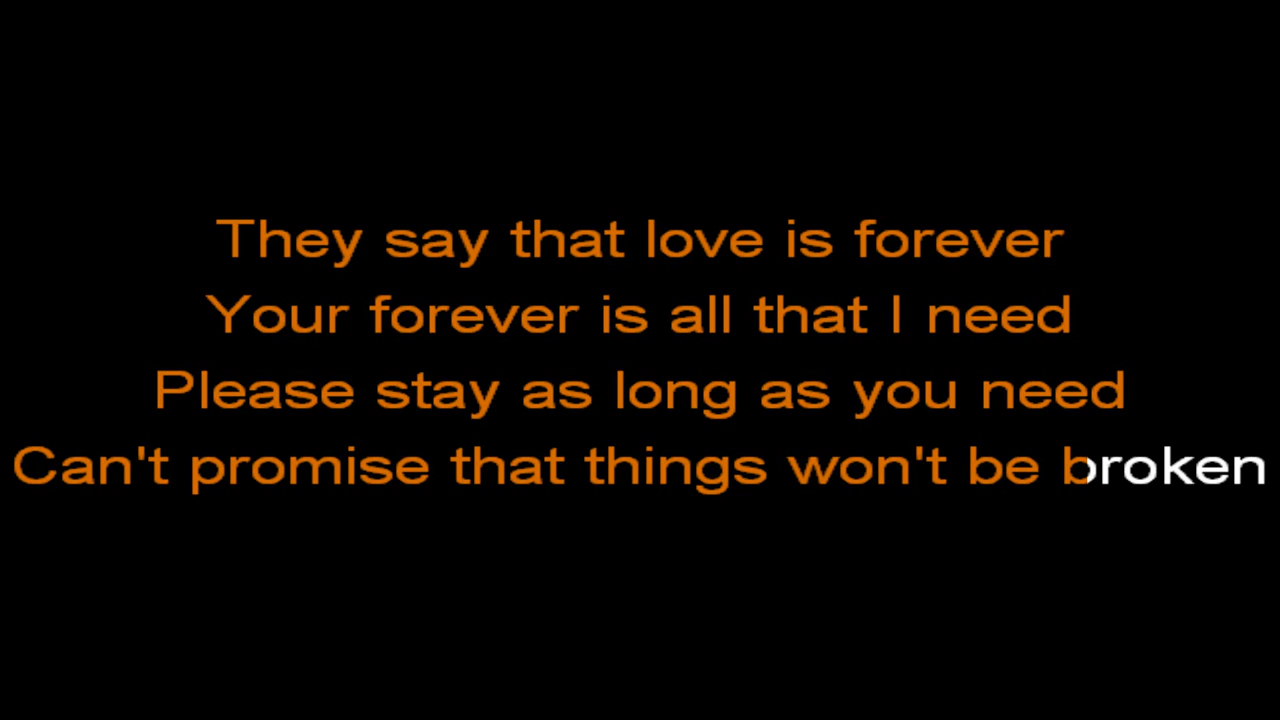 They say that love is forever
Your forever is all that I need
Please stay as long as you need
Can't promise that things won't be broken